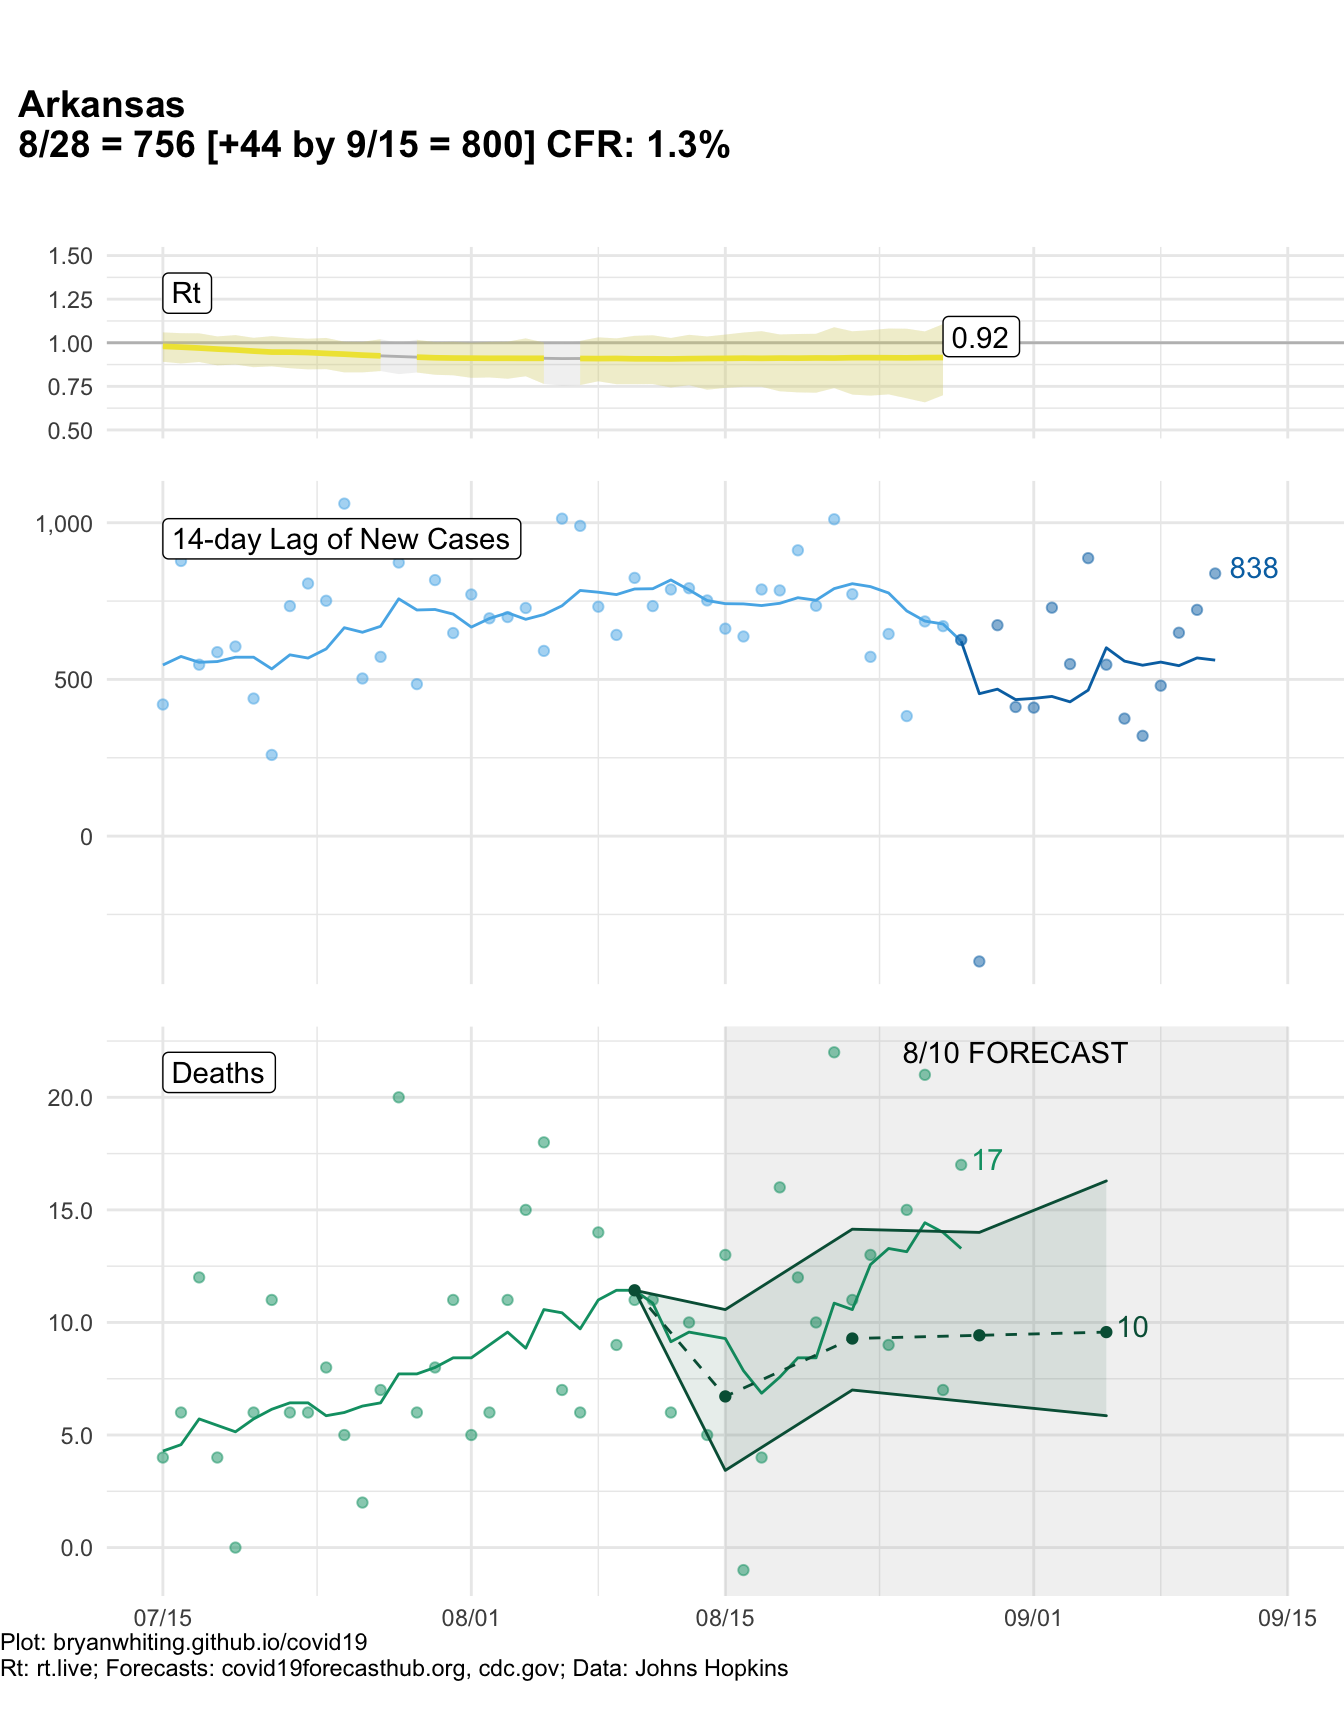 Arkansas
8/28 = 756 [+44 by 9/15 = 800] CFR: 1.3%
1.50
Rt
1.25
1.00
0.92
0.75
0.50
1,000
14-day Lag of New Cases
838
500
0
8/10 FORECAST
Deaths
20.0
17
15.0
10.0
10
5.0
0.0
07/15 08/01 08/15 09/01 09/15
Plot: bryanwhiting.github.io/covid19
Rt: rt.live; Forecasts: covid19forecasthub.org, cdc.gov; Data: Johns Hopkins